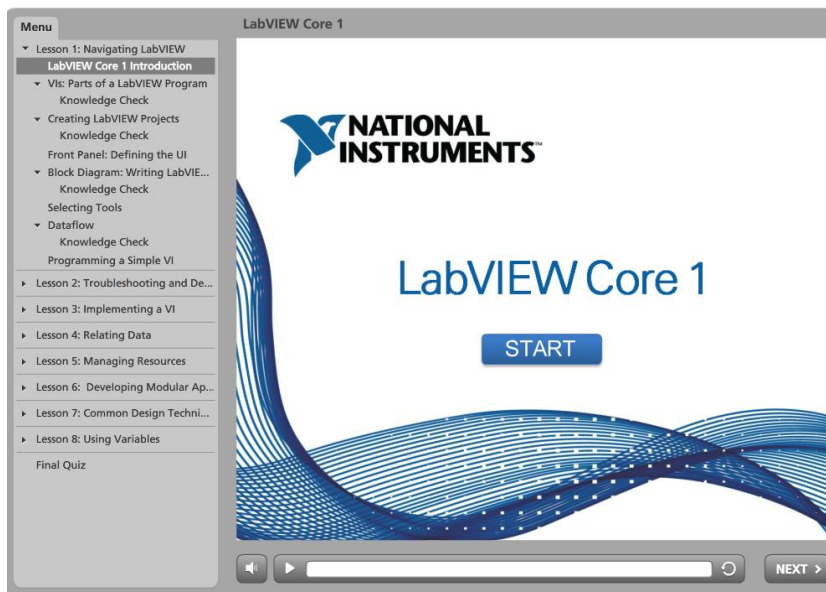 Menu
LabVIEW Core 1
Lesson 1: Navigating LabVIEW
LabVIEW Core 1 Introduction
VIs: Parts of a LabVIEW Program
Knowledge Check
Creating LabVIEW Projects
Knowledge Check
Front Panel: Defining the UI
Block Diagram: Writing LabVIE...
Knowledge Check
Selecting Tools
Dataflow
Knowledge Check
Programming a Simple VI
Lesson 2: Troubleshooting and De...
Lesson 3: Implementing a VI
Lesson 4: Relating Data
Lesson 5: Managing Resources
Lesson 6: Developing Modular Ap...
Lesson 7: Common Design Techni...
Lesson 8: Using Variables
Final Quiz
NATIONAL
INSTRUMENTS™
LabVIEW Core 1
START
NEXT >